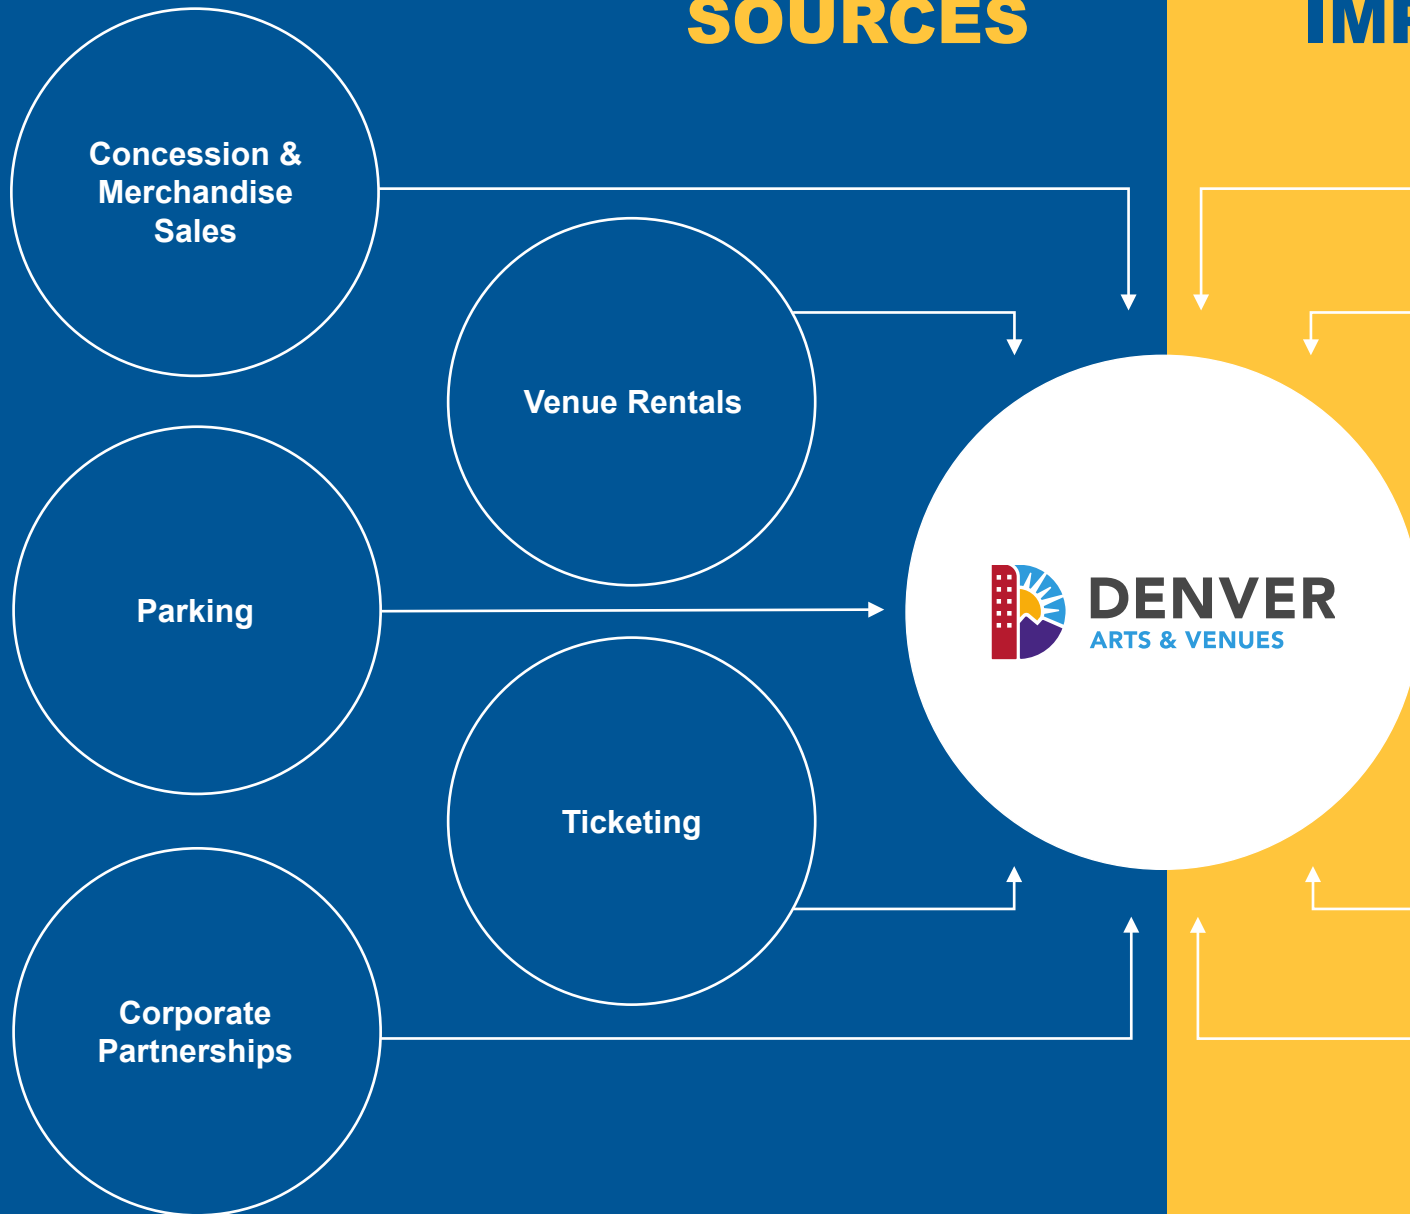 SOURCES
Concession &
Merchandise
Sales
Venue Rentals
Parking
DENVER
ARTS & VENUES
Ticketing
Corporate
Partnerships